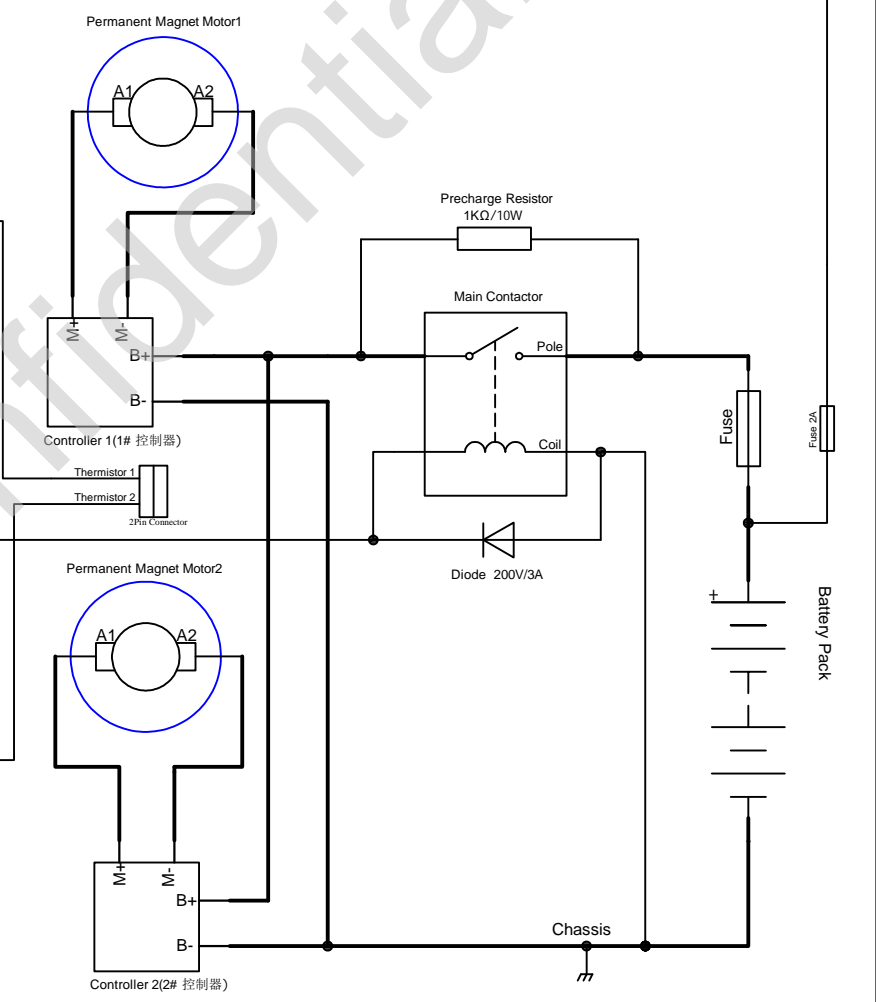 Confidential
Permanent Magnet Motor1
A1
A2
Precharge Resistor
1KΩ/10W
Main Contactor
M+
M-
Pole
B+
B-
Fuse
Fuse 2A
Coil
Controller 1(1# 控制器)
Thermistor 1
Thermistor 2
2Pin Connector
Permanent Magnet Motor2
Diode 200V/3A
+
Battery Pack
A1
A2
M+
M-
B+
B-
Chassis
Controller 2(2# 控制器)